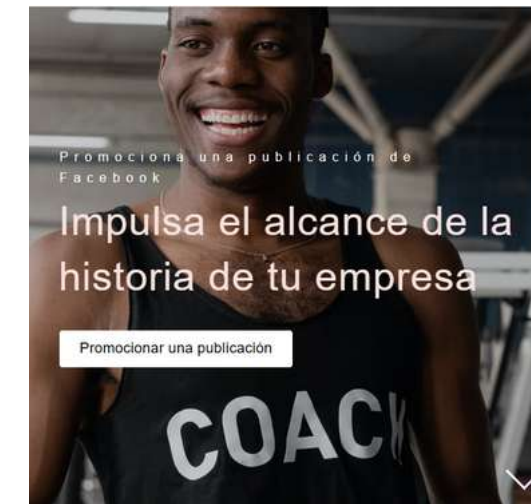 Promociona una publicación de
Facebook
Impulsa el alcance de la
historia de tu empresa
Promocionar una publicación
COACH